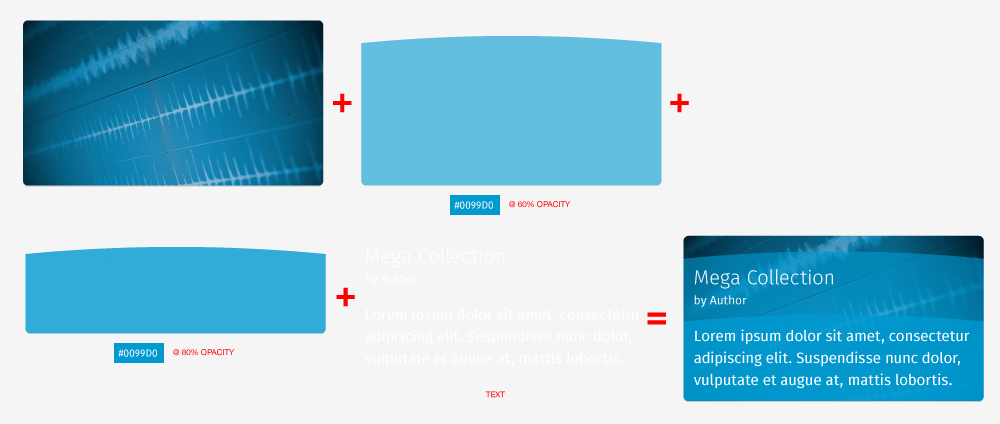 +
+
#0099D0 @ 60% OPACITY
+
Mega Collection
by Author
Lorem ipsum dolor sit amet, consectetur
adipiscing elit. Suspendisse nunc dolor,
vulputate et augue at, mattis lobortis.
=
Mega Collection
by Author
Lorem ipsum dolor sit amet, consectetur
adipiscing elit. Suspendisse nunc dolor,
vulputate et augue at, mattis lobortis.
#0099D0 @ 80% OPACITY
TEXT